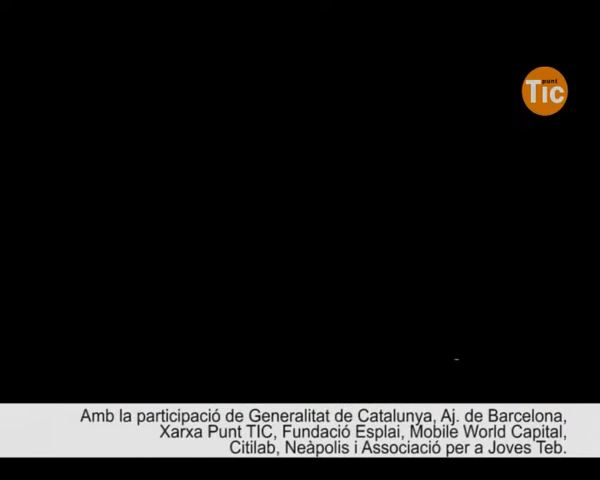 punt
Tic
Amb la participació de Generalitat de Catalunya, Aj. de Barcelona,
Xarxa Punt TIC, Fundació Esplai, Mobile World Capital,
Citilab, Neàpolis i Associació per a Joves Teb.